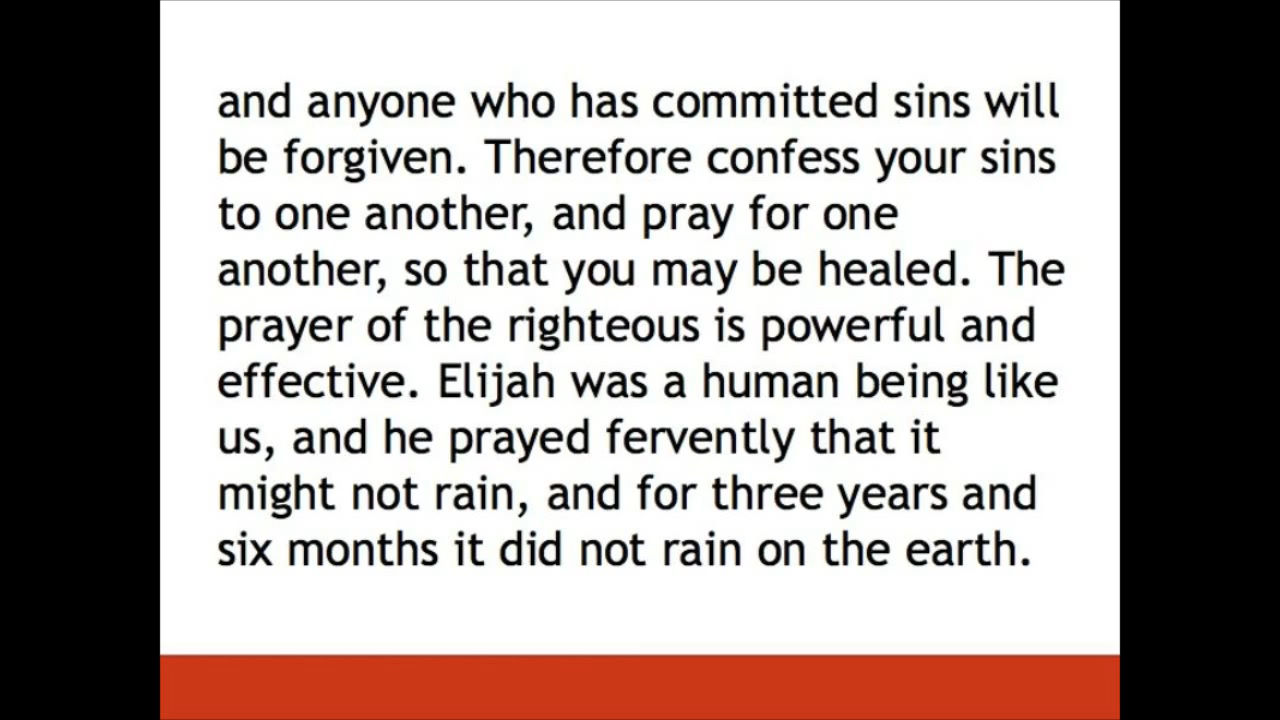 and anyone who has committed sins will
be forgiven. Therefore confess your sins
to one another, and pray for one
another, so that you may be healed. The
prayer of the righteous is powerful and
effective. Elijah was a human being like
us, and he prayed fervently that it
might not rain, and for three years and
six months it did not rain on the earth.